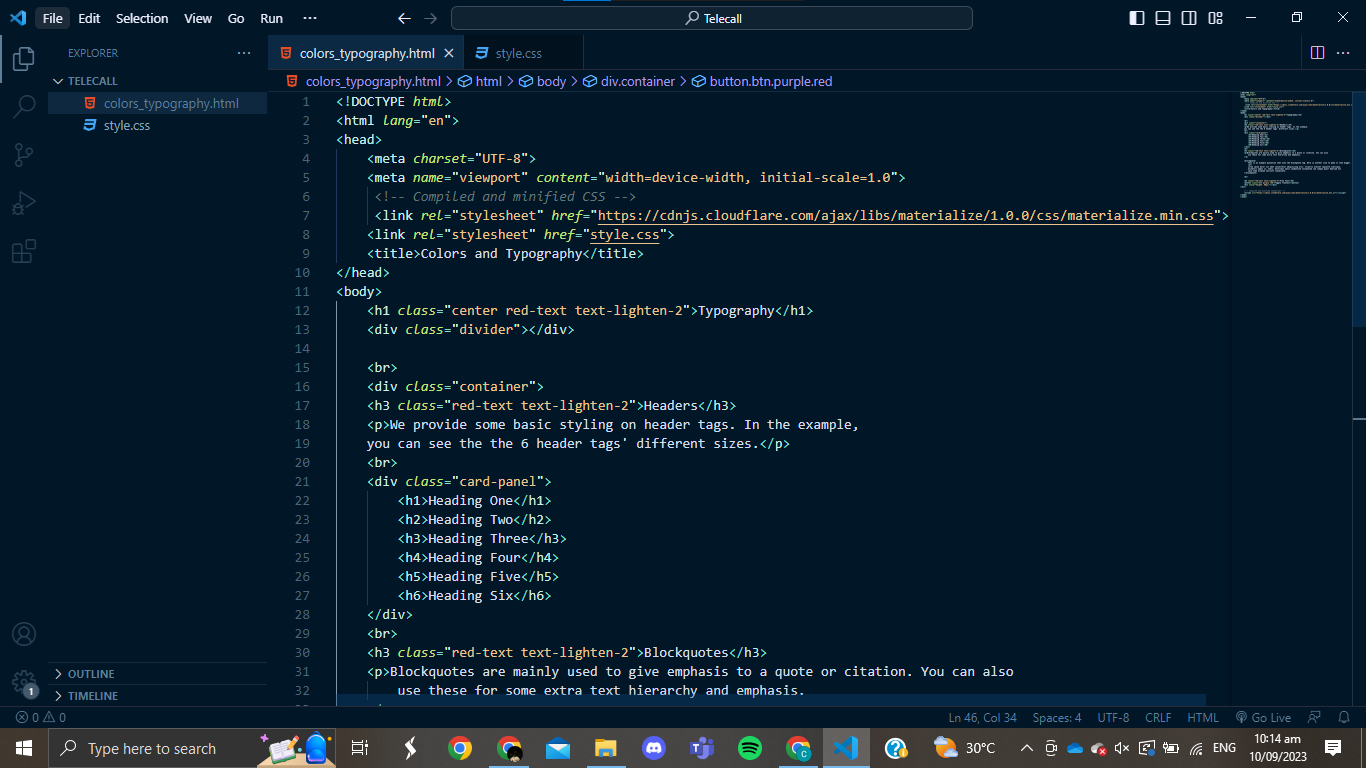 File Edit Selection View Go Run ··· Telecall
EXPLORER ···
TELECALL
colors_typography.html
style.css
OUTLINE
TIMELINE
colors_typography.html style.css ···
colors_typography.html > html > body > div.container > button.btn.purple.red
1 <!DOCTYPE html>
2 <html lang="en">
3 <head>
4 <meta charset="UTF-8">
5 <meta name="viewport" content="width=device-width, initial-scale=1.0">
6 <!-- Compiled and minified CSS -->
7 <link rel="stylesheet" href="https://cdnjs.cloudflare.com/ajax/libs/materialize/1.0.0/css/materialize.min.css">
8 <link rel="stylesheet" href="style.css">
9 <title>Colors and Typography</title>
10 </head>
11 <body>
12 <h1 class="center red-text text-lighten-2">Typography</h1>
13 <div class="divider"></div>
14
15 <br>
16 <div class="container">
17 <h3 class="red-text text-lighten-2">Headers</h3>
18 <p>We provide some basic styling on header tags. In the example,
19 you can see the the 6 header tags' different sizes.</p>
20 <br>
21 <div class="card-panel">
22 <h1>Heading One</h1>
23 <h2>Heading Two</h2>
24 <h3>Heading Three</h3>
25 <h4>Heading Four</h4>
26 <h5>Heading Five</h5>
27 <h6>Heading Six</h6>
28 </div>
29 <br>
30 <h3 class="red-text text-lighten-2">Blockquotes</h3>
31 <p>Blockquotes are mainly used to give emphasis to a quote or citation. You can also
32 use these for some extra text hierarchy and emphasis.
1
0 0 Ln 46, Col 34 Spaces: 4 UTF-8 CRLF HTML Go Live
Type here to search 30°C ENG 10:14 am
10/09/2023